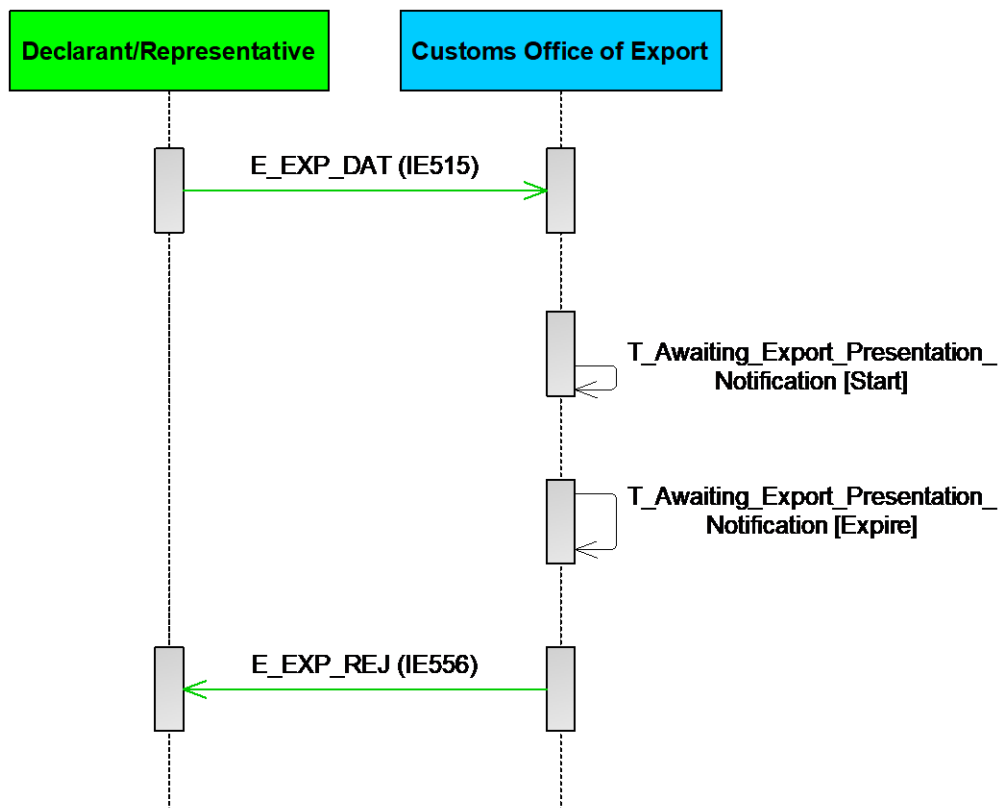 Declarant/Representative
Customs Office of Export
E_EXP_DAT (IE515)
T_Awaiting_Export_Presentation_
Notification [Start]
T_Awaiting_Export_Presentation_
Notification [Expire]
E_EXP_REJ (IE556)